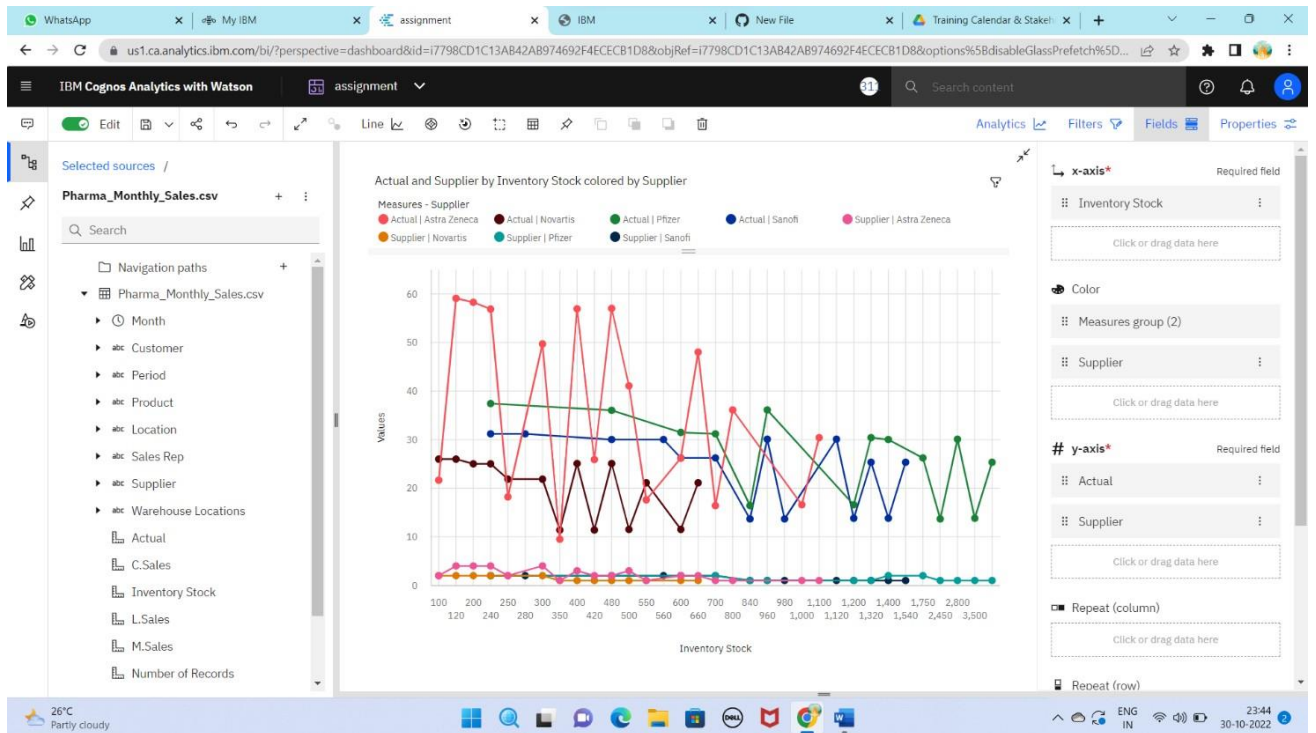 WhatsApp
My IBM
assignment
IBM
New File
Training Calendar & Stakeh
us1.ca.analytics.ibm.com/bi/?perspective=dashboard&id=i7798CD1C13AB42AB974692F4ECECB1D8&objRef=i7798CD1C13AB42AB974692F4ECECB1D8&options%5BdisableGlassPrefetch%5D...
IBM Cognos Analytics with Watson
assignment
Search content
Edit
Line
Analytics
Filters
Fields
Properties
Selected sources /
Pharma_Monthly_Sales.csv
Search
Navigation paths
Pharma_Monthly_Sales.csv
Month
abc Customer
abc Period
abc Product
abc Location
abc Sales Rep
abc Supplier
abc Warehouse Locations
Actual
C.Sales
Inventory Stock
L.Sales
M.Sales
Number of Records
Actual and Supplier by Inventory Stock colored by Supplier
Measures - Supplier
Actual | Astra Zeneca Actual | Novartis Actual | Pfizer Actual | Sanofi Supplier | Astra Zeneca
Supplier | Novartis Supplier | Pfizer Supplier | Sanofi
Values
60
50
40
30
20
10
0
100 200 250 300 400 480 550 600 700 840 980 1,100 1,200 1,400 1,750 2,800
120 240 280 350 420 500 560 660 800 960 1,000 1,120 1,320 1,540 2,450 3,500
Inventory Stock
x-axis* Required field
Inventory Stock
Click or drag data here
Color
Measures group (2)
Supplier
Click or drag data here
# y-axis* Required field
Actual
Supplier
Click or drag data here
Repeat (column)
Click or drag data here
Repeat (row)
26°C
Partly cloudy
DELL
ENG
IN
23:44
30-10-2022
2